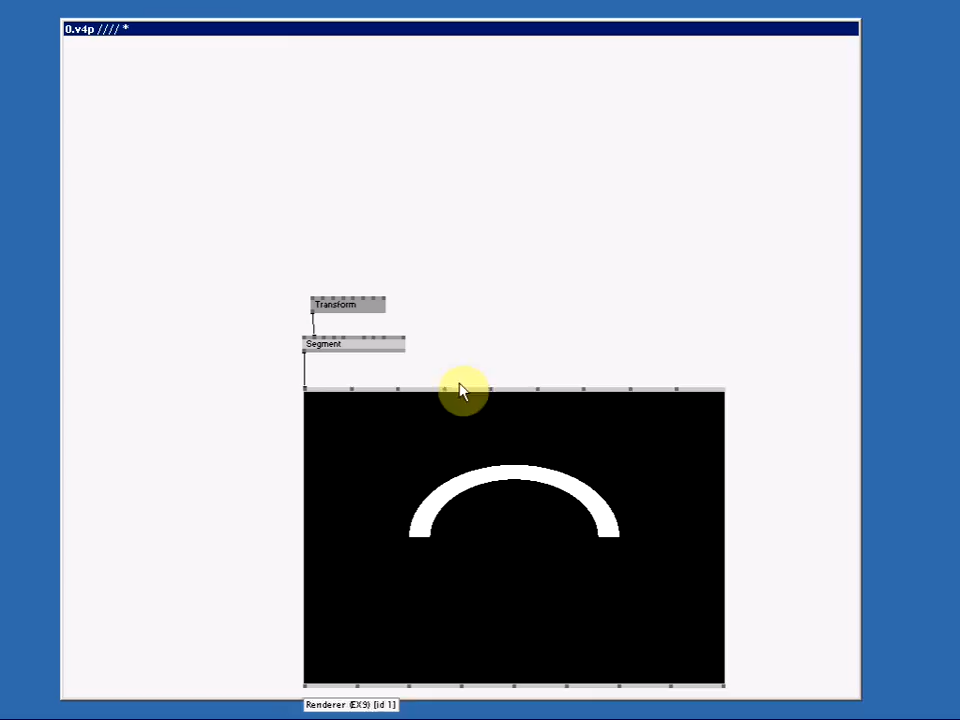 0.v4p //// *
Transform
Segment
Renderer (EX9) [id 1]